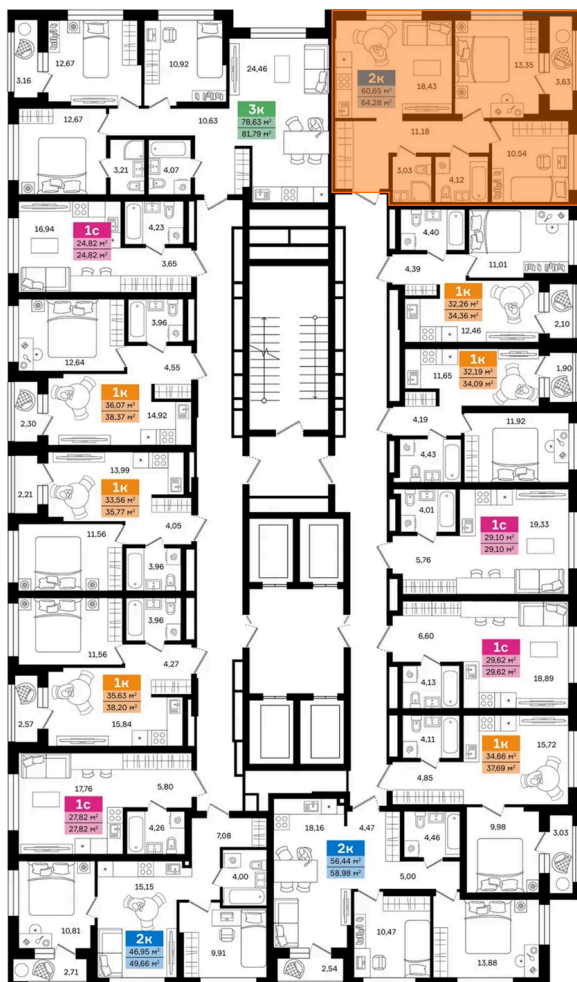 3,16
12,67
10,92
24,46
2к
60,65 м²
64,28 м²
18,43
13,35
3,63
3к
78,63 м²
81,79 м²
12,67
10,63
11,18
3,21
4,07
3,03
4,12
10,54
16,94
1с
24,82 м²
24,82 м²
4,23
3,65
4,40
11,01
4,39
1к
32,26 м²
34,36 м²
12,46
2,10
3,96
12,64
4,55
1к
36,07 м²
38,37 м²
14,92
2,30
11,65
1к
32,19 м²
34,09 м²
1,90
4,19
11,92
4,43
13,99
2,21
1к
33,56 м²
35,77 м²
4,05
11,56
3,96
4,01
1с
29,10 м²
29,10 м²
19,33
5,76
3,96
11,56
4,27
1к
35,63 м²
38,20 м²
2,57
15,84
6,60
1с
29,62 м²
29,62 м²
4,13
18,89
4,11
1к
34,66 м²
37,69 м²
15,72
4,85
17,76
5,80
1с
27,82 м²
27,82 м²
4,26
7,08
18,16
4,47
2к
56,44 м²
58,98 м²
4,46
9,98
3,03
5,00
15,15
4,00
10,81
2к
46,95 м²
49,66 м²
9,91
2,71
2,54
10,47
13,88